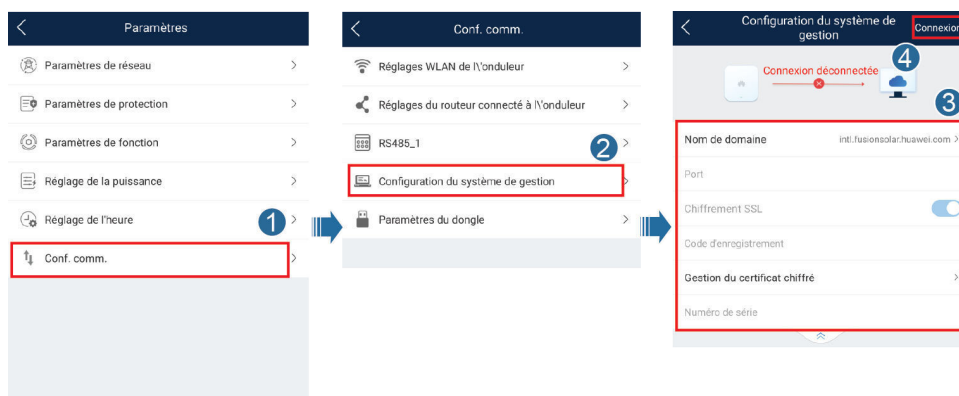 Paramètres
Paramètres de réseau
Paramètres de protection
Paramètres de fonction
Réglage de la puissance
Réglage de l'heure
1
Conf. comm.
Conf. comm.
Réglages WLAN de l\'onduleur
Réglages du routeur connecté à l\'onduleur
RS485_1
2
Configuration du système de gestion
Paramètres du dongle
Configuration du système de
gestion
Connexion
4
Connexion déconnectée
3
Nom de domaine intl.fusionsolar.huawei.com
Port
Chiffrement SSL
Code d'enregistrement
Gestion du certificat chiffré
Numéro de série